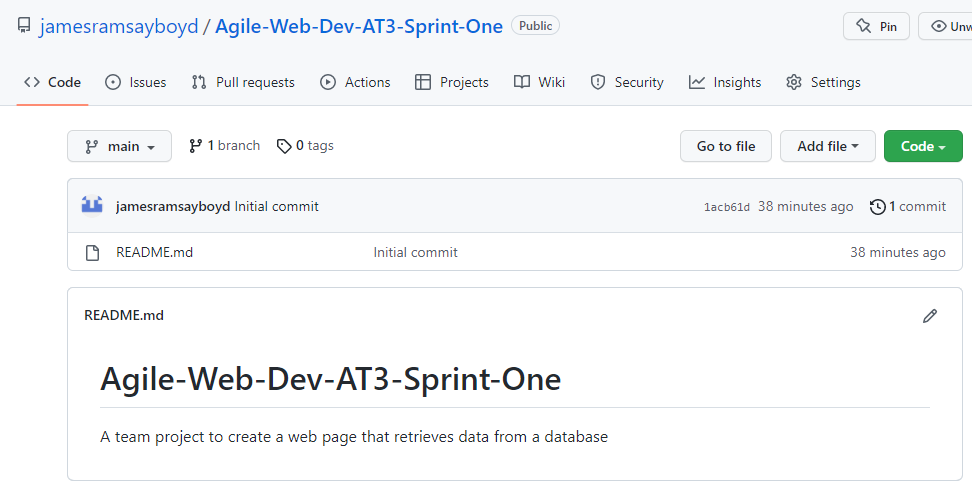 jamesramsayboyd / Agile-Web-Dev-AT3-Sprint-One Public Pin
Code Issues Pull requests Actions Projects Wiki Security Insights Settings
main 1 branch 0 tags Go to file Add file Code
jamesramsayboyd Initial commit 1acb61d 38 minutes ago 1 commit
README.md Initial commit 38 minutes ago
README.md
Agile-Web-Dev-AT3-Sprint-One
A team project to create a web page that retrieves data from a database